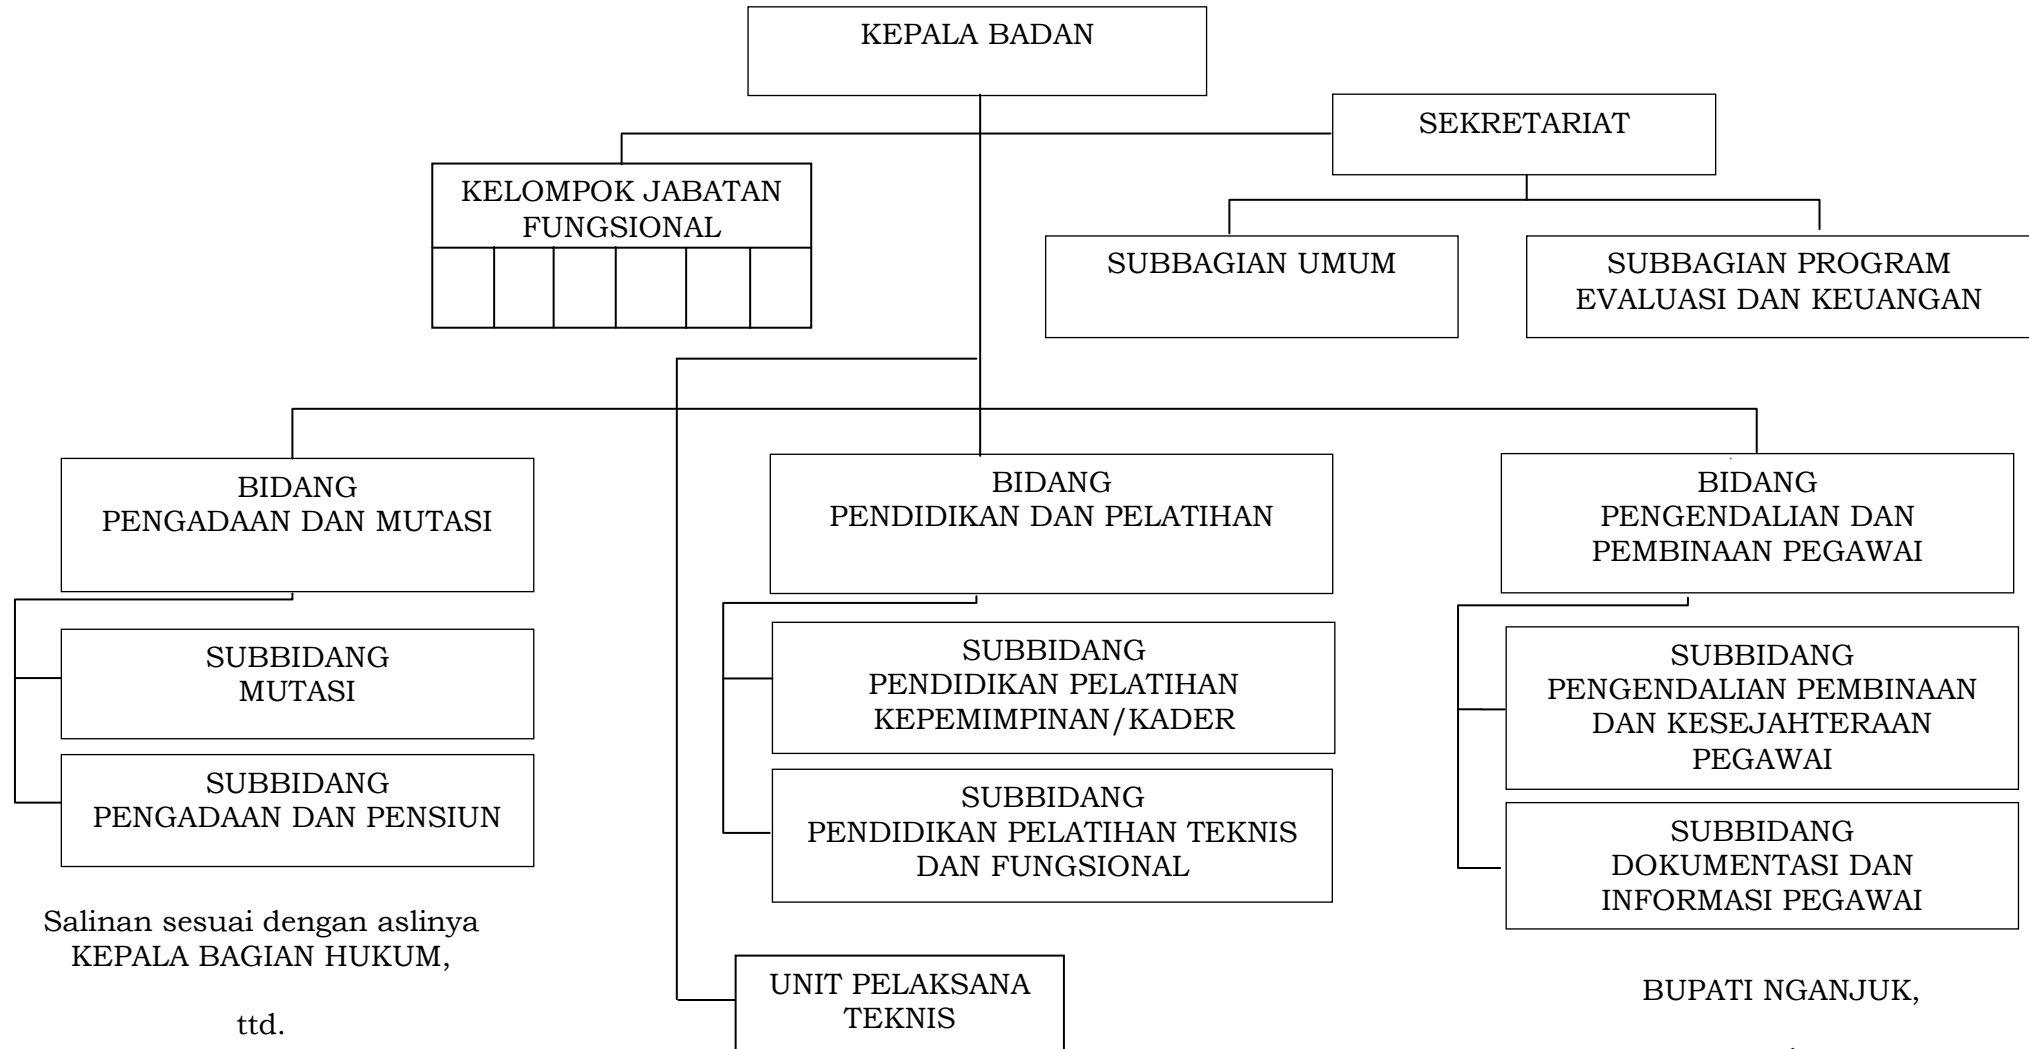 KEPALA BADAN
SEKRETARIAT
KELOMPOK JABATAN
FUNGSIONAL
SUBBAGIAN UMUM
SUBBAGIAN PROGRAM
EVALUASI DAN KEUANGAN
BIDANG
PENGADAAN DAN MUTASI
BIDANG
PENDIDIKAN DAN PELATIHAN
BIDANG
PENGENDALIAN DAN
PEMBINAAN PEGAWAI
SUBBIDANG
MUTASI
SUBBIDANG
PENGADAAN DAN PENSIUN
SUBBIDANG
PENDIDIKAN PELATIHAN
KEPEMIMPINAN/KADER
SUBBIDANG
PENDIDIKAN PELATIHAN TEKNIS
DAN FUNGSIONAL
SUBBIDANG
PENGENDALIAN PEMBINAAN
DAN KESEJAHTERAAN
PEGAWAI
SUBBIDANG
DOKUMENTASI DAN
INFORMASI PEGAWAI
Salinan sesuai dengan aslinya
KEPALA BAGIAN HUKUM,
ttd.
UNIT PELAKSANA
TEKNIS
BUPATI NGANJUK,